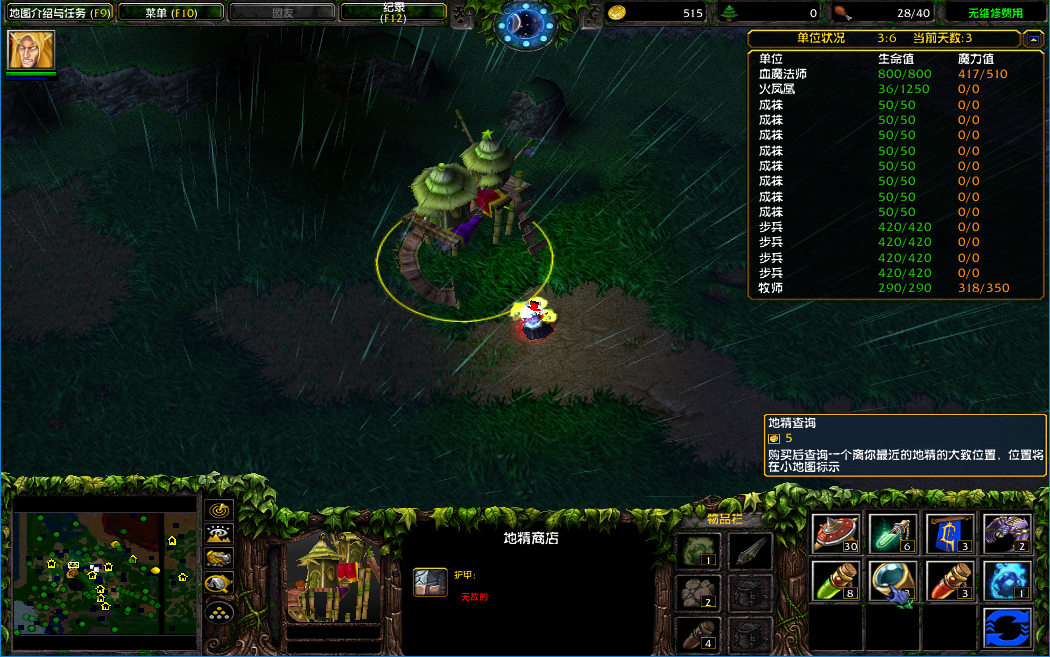 地图介绍与任务 (F9)
菜单 (F10)
盟友
纪录
(F12)
515
0
28/40
无维修费用
单位状况 3:6 当前天数:3
单位 生命值 魔力值
血魔法师 800/800 417/510
火凤凰 36/1250 0/0
成株 50/50 0/0
成株 50/50 0/0
成株 50/50 0/0
成株 50/50 0/0
成株 50/50 0/0
成株 50/50 0/0
成株 50/50 0/0
成株 50/50 0/0
步兵 420/420 0/0
步兵 420/420 0/0
步兵 420/420 0/0
步兵 420/420 0/0
牧师 290/290 318/350
地精查询
5
购买后查询一个离你最近的地精的大致位置，位置将
在小地图标示
地精商店
护甲:
无敌的
物品栏
1
2
4
30
6
3
2
8
3
1